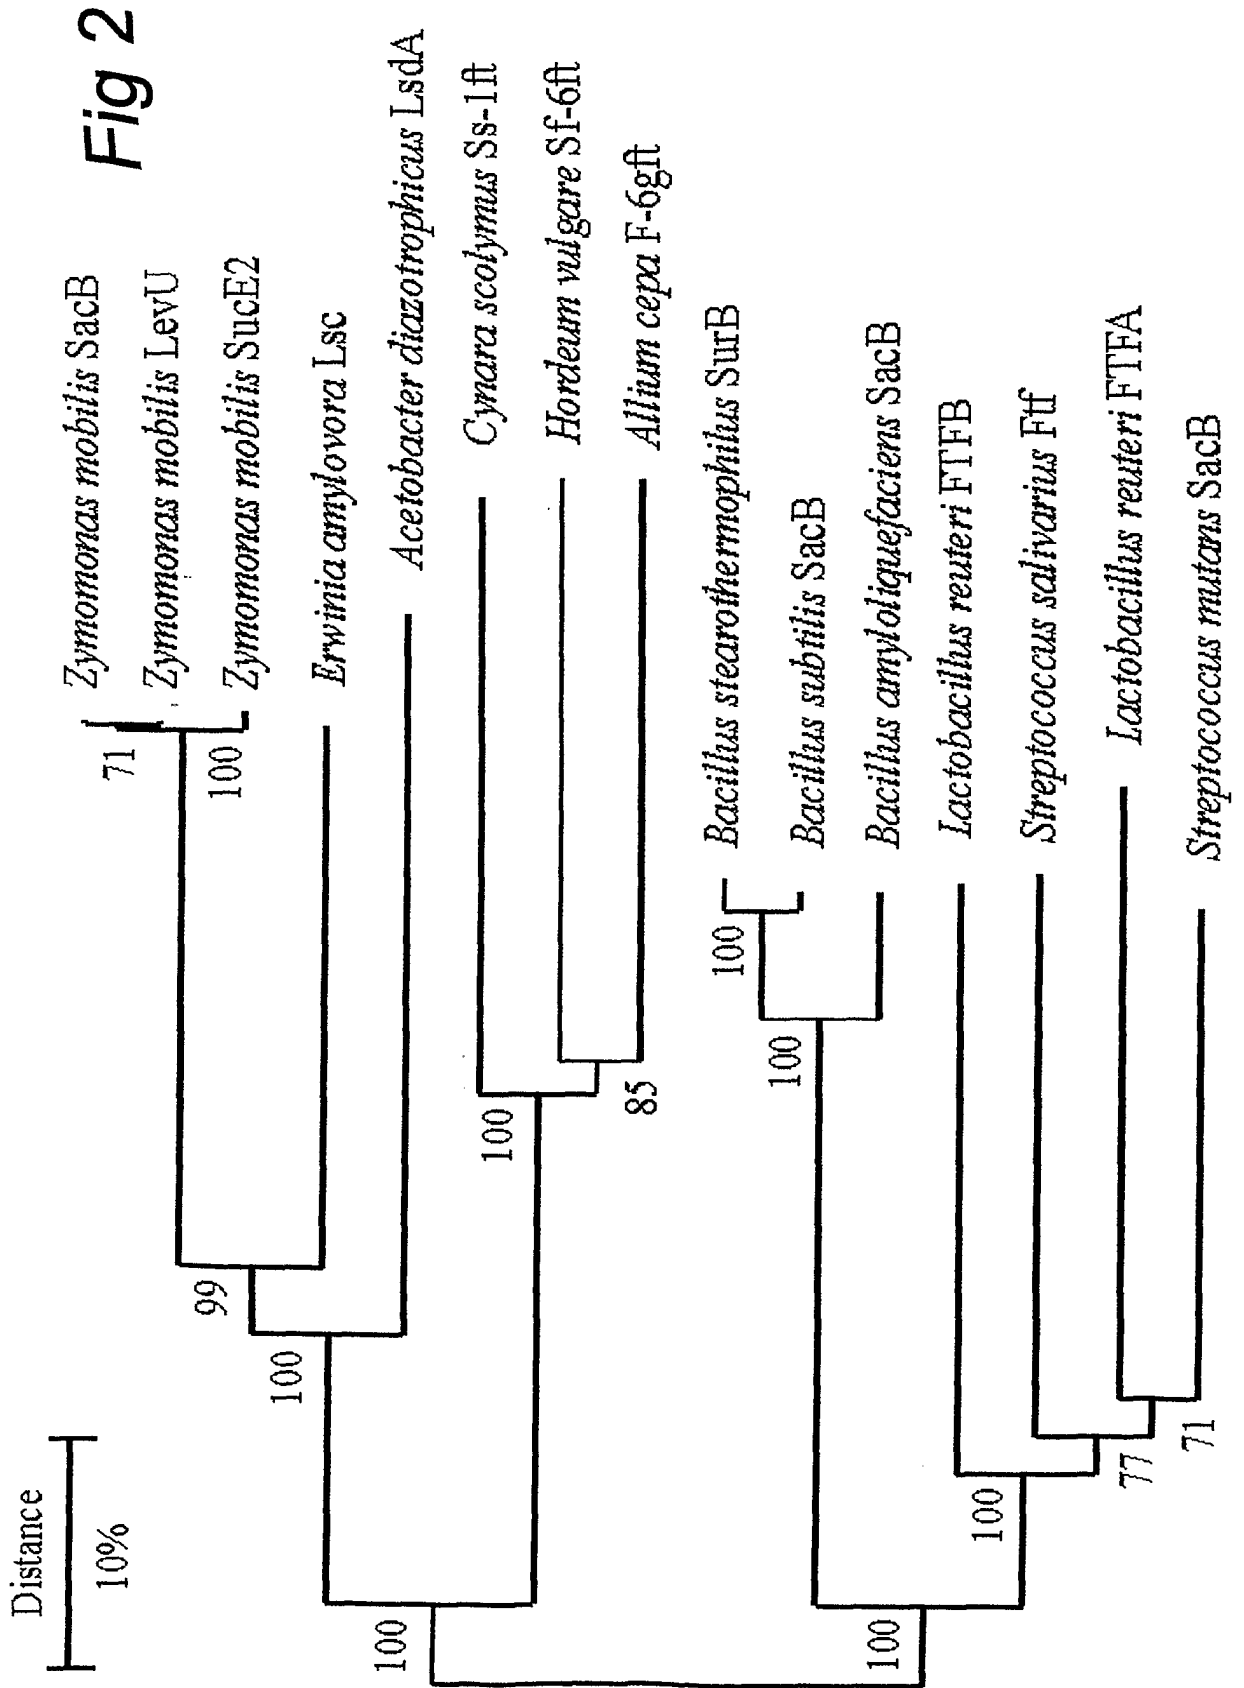 Fig 2
Distance
10%
Zymomonas mobilis SacB
Zymomonas mobilis LevU
Zymomonas mobilis SucE2
Erwinia amylovora Lsc
Acetobacter diazotrophicus LsdA
Cynara scolymus Ss-1ft
Hordeum vulgare Sf-6ft
Allium cepa F-6gft
Bacillus stearothermophilus SurB
Bacillus subtilis SacB
Bacillus amyloliquefaciens SacB
Lactobacillus reuteri FTFB
Streptococcus salivarius Ftf
Lactobacillus reuteri FTFA
Streptococcus mutans SacB
71
100
99
100
100
85
100
100
100
100
77
71
100